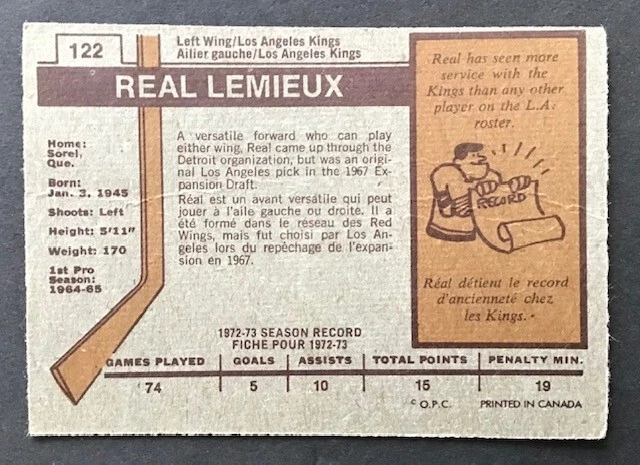 122
Left Wing/Los Angeles Kings
Ailier gauche/Los Angeles Kings
REAL LEMIEUX
Home:
Sorel,
Que.
Born:
Jan. 3, 1945
Shoots: Left
Height: 5'11"
Weight: 170
1st Pro
Season:
1964-65
A versatile forward who can play
either wing, Real came up through the
Detroit organization, but was an origi-
nal Los Angeles pick in the 1967 Ex-
pansion Draft.
Réal est un avant versatile qui peut
jouer à l'aile gauche ou droite. Il a
été formé dans le réseau des Red
Wings, mais fut choisi par Los An-
geles lors du repêchage de l'expan-
sion en 1967.
Real has seen more
service with the
Kings than any other
player on the L.A.
roster.
RECORD
Réal détient le record
d'ancienneté chez
les Kings.
1972-73 SEASON RECORD
FICHE POUR 1972-73
GAMES PLAYED GOALS ASSISTS TOTAL POINTS PENALTY MIN.
74 5 10 15 19
© O.P.C. PRINTED IN CANADA